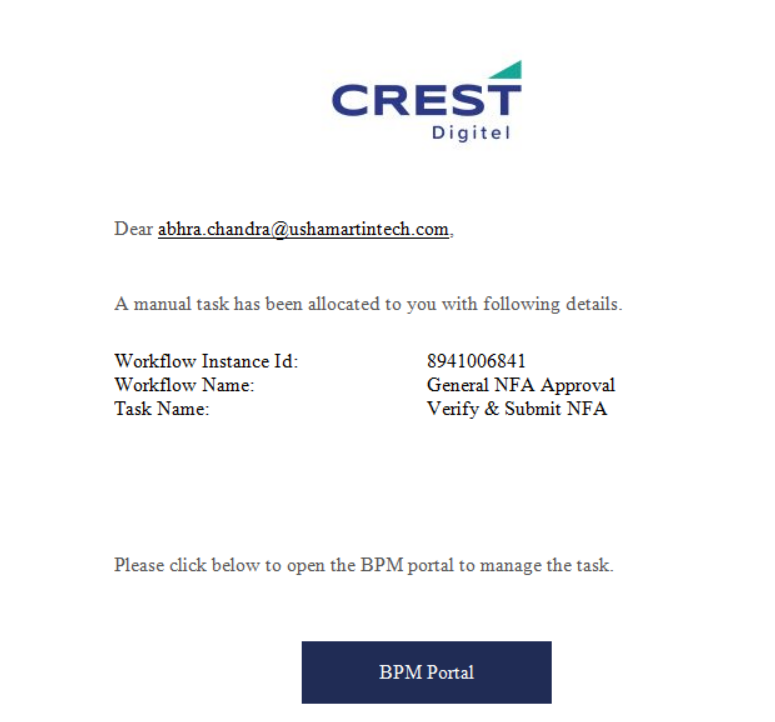 CREST
Digitel
Dear abhra.chandra@ushamartintech.com,
A manual task has been allocated to you with following details.
Workflow Instance Id: 8941006841
Workflow Name: General NFA Approval
Task Name: Verify & Submit NFA
Please click below to open the BPM portal to manage the task.
BPM Portal